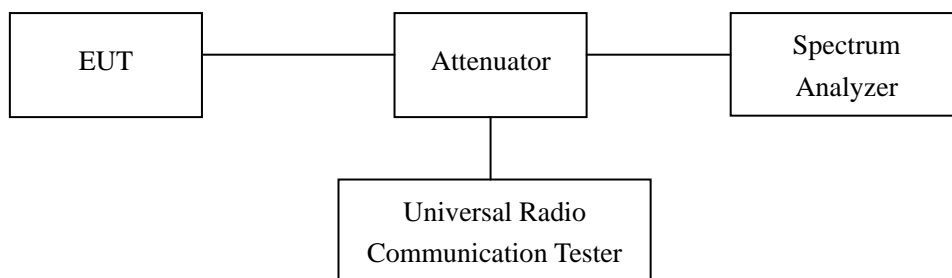 EUT
Attenuator
Spectrum
Analyzer
Universal Radio
Communication Tester